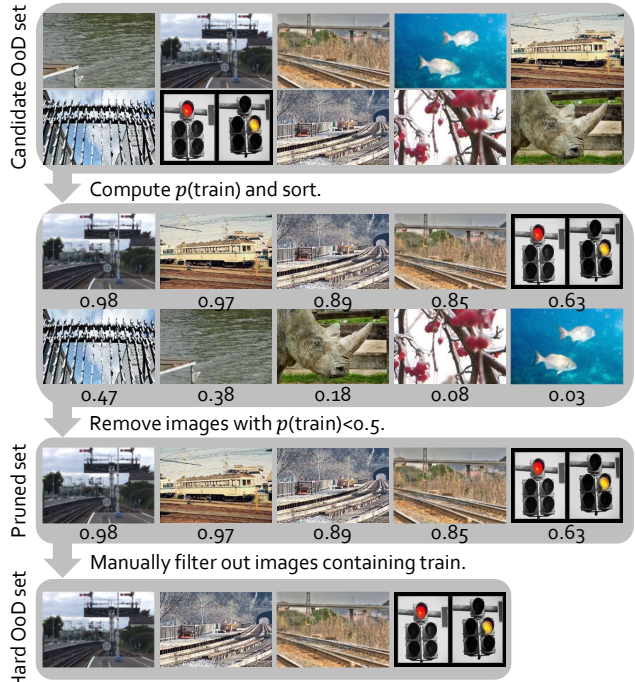 Candidate OoD set
Compute p(train) and sort.
0.98 0.97 0.89 0.85 0.63
0.47 0.38 0.18 0.08 0.03
Remove images with p(train)<0.5.
Pruned set
0.98 0.97 0.89 0.85 0.63
Manually filter out images containing train.
Hard OoD set